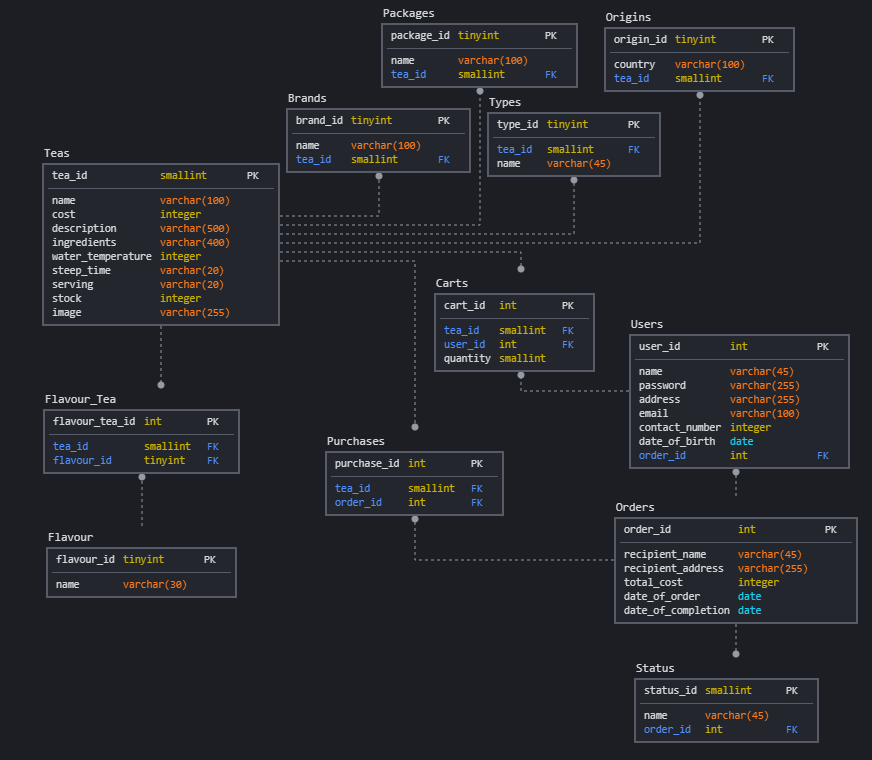 Packages
package_id tinyint PK
name varchar(100)
tea_id smallint FK
Origins
origin_id tinyint PK
country varchar(100)
tea_id smallint FK
Brands
brand_id tinyint PK
name varchar(100)
tea_id smallint FK
Types
type_id tinyint PK
tea_id smallint FK
name varchar(45)
Teas
tea_id smallint PK
name varchar(100)
cost integer
description varchar(500)
ingredients varchar(400)
water_temperature integer
steep_time varchar(20)
serving varchar(20)
stock integer
image varchar(255)
Carts
cart_id int PK
tea_id smallint FK
user_id int FK
quantity smallint
Users
user_id int PK
name varchar(45)
password varchar(255)
address varchar(255)
email varchar(100)
contact_number integer
date_of_birth date
order_id int FK
Flavour_Tea
flavour_tea_id int PK
tea_id smallint FK
flavour_id tinyint FK
Purchases
purchase_id int PK
tea_id smallint FK
order_id int FK
Flavour
flavour_id tinyint PK
name varchar(30)
Orders
order_id int PK
recipient_name varchar(45)
recipient_address varchar(255)
total_cost integer
date_of_order date
date_of_completion date
Status
status_id smallint PK
name varchar(45)
order_id int FK